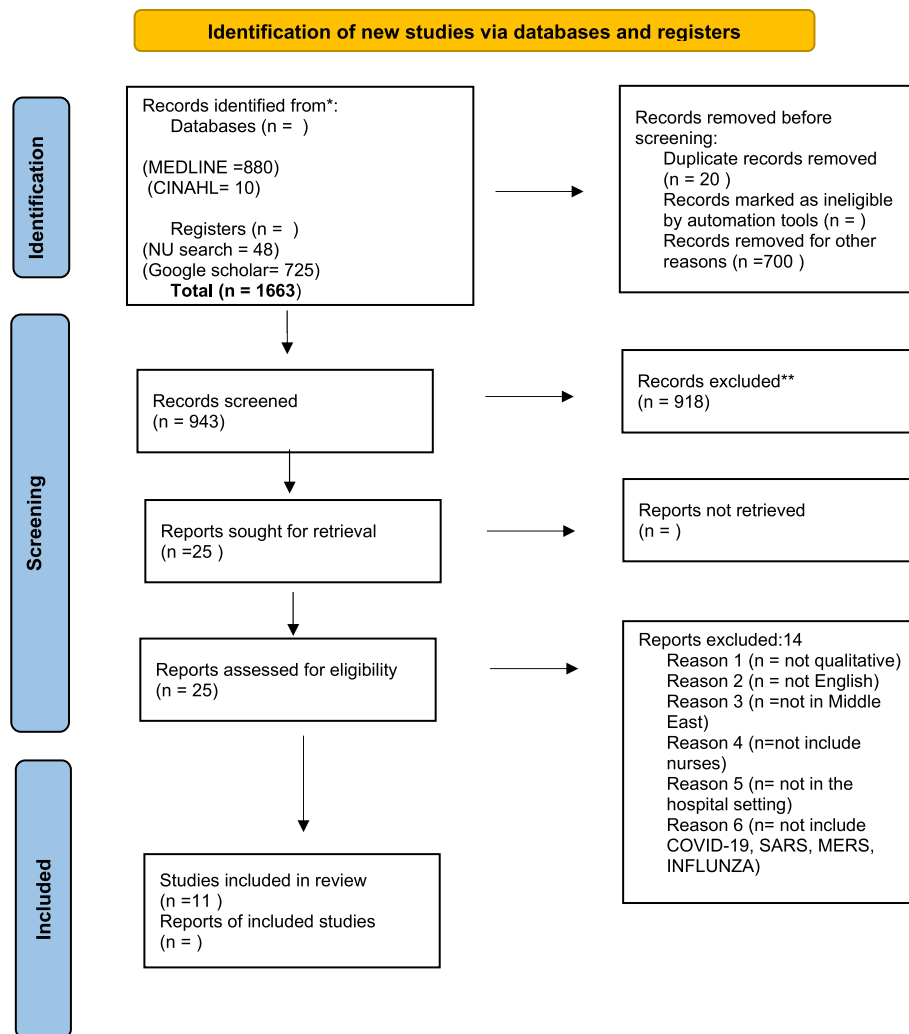 Identification of new studies via databases and registers
Identification
Records identified from*:
Databases (n = )
(MEDLINE =880)
(CINAHL= 10)
Registers (n = )
(NU search = 48)
(Google scholar= 725)
Total (n = 1663)
Records removed before
screening:
Duplicate records removed
(n = 20 )
Records marked as ineligible
by automation tools (n = )
Records removed for other
reasons (n =700 )
Screening
Records screened
(n = 943)
Records excluded**
(n = 918)
Reports sought for retrieval
(n =25 )
Reports not retrieved
(n = )
Reports assessed for eligibility
(n = 25)
Reports excluded:14
Reason 1 (n = not qualitative)
Reason 2 (n = not English)
Reason 3 (n =not in Middle
East)
Reason 4 (n=not include
nurses)
Reason 5 (n= not in the
hospital setting)
Reason 6 (n= not include
COVID-19, SARS, MERS,
INFLUNZA)
Included
Studies included in review
(n =11 )
Reports of included studies
(n = )